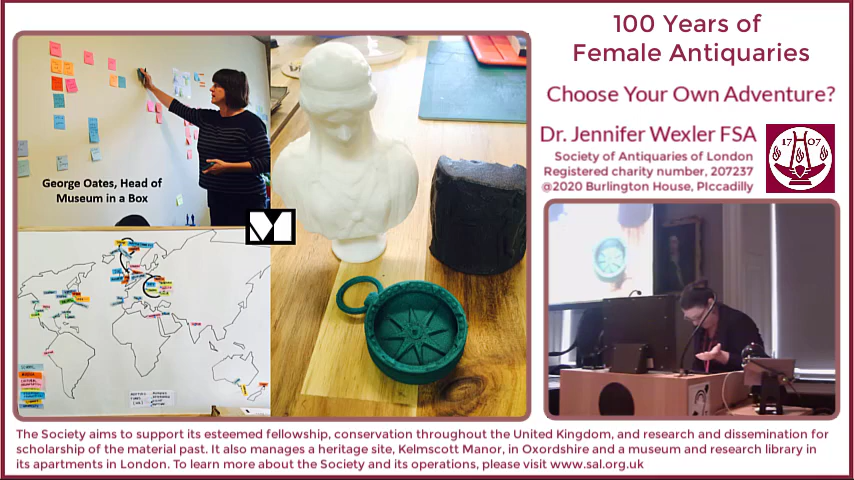 100 Years of
Female Antiquaries
Choose Your Own Adventure?
Dr. Jennifer Wexler FSA
Society of Antiquaries of London
Registered charity number, 207237
@2020 Burlington House, PIccadilly
17 07
George Oates, Head of
Museum in a Box
M
The Society aims to support its esteemed fellowship, conservation throughout the United Kingdom, and research and dissemination for
scholarship of the material past. It also manages a heritage site, Kelmscott Manor, in Oxordshire and a museum and research library in
its apartments in London. To learn more about the Society and its operations, please visit www.sal.org.uk